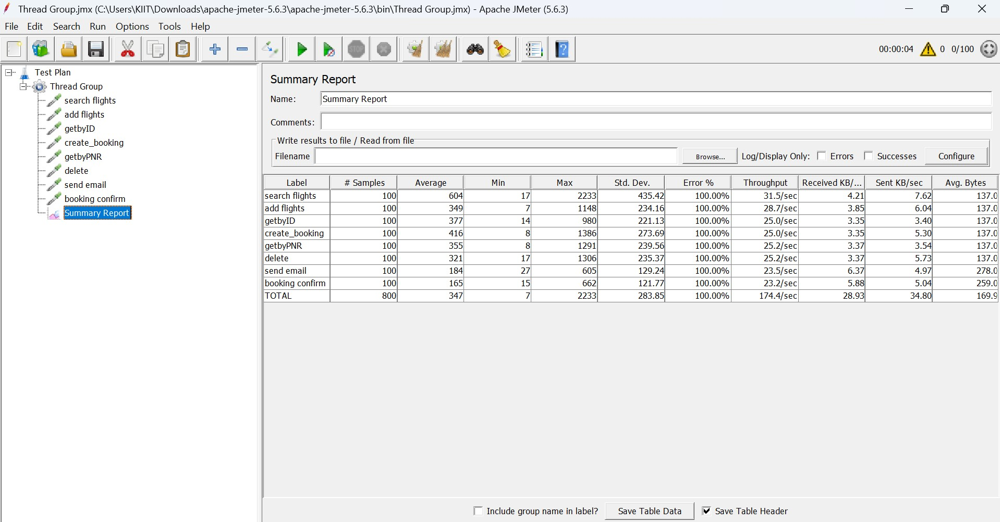 Thread Group.jmx (C:\Users\KIIT\Downloads\apache-jmeter-5.6.3\apache-jmeter-5.6.3\bin\Thread Group.jmx) - Apache JMeter (5.6.3)
File Edit Search Run Options Tools Help
STOP ? 00:00:04 0 0/100
Test Plan
Thread Group
search flights
add flights
getbyID
create_booking
getbyPNR
delete
send email
booking confirm
Summary Report
Summary Report
Name: Summary Report
Comments:
Write results to file / Read from file
Filename Browse... Log/Display Only: Errors Successes Configure
Label # Samples Average Min Max Std. Dev. Error % Throughput Received KB/... Sent KB/sec Avg. Bytes
search flights 100 604 17 2233 435.42 100.00% 31.5/sec 4.21 7.62 137.0
add flights 100 349 7 1148 234.16 100.00% 28.7/sec 3.85 6.04 137.0
getbyID 100 377 14 980 221.13 100.00% 25.0/sec 3.35 3.40 137.0
create_booking 100 416 8 1386 273.69 100.00% 25.0/sec 3.35 5.30 137.0
getbyPNR 100 355 8 1291 239.56 100.00% 25.2/sec 3.37 3.54 137.0
delete 100 321 17 1306 235.37 100.00% 25.2/sec 3.37 5.73 137.0
send email 100 184 27 605 129.24 100.00% 23.5/sec 6.37 4.97 278.0
booking confirm 100 165 15 662 121.77 100.00% 23.2/sec 5.88 5.04 259.0
TOTAL 800 347 7 2233 283.85 100.00% 174.4/sec 28.93 34.80 169.9
Include group name in label? Save Table Data Save Table Header